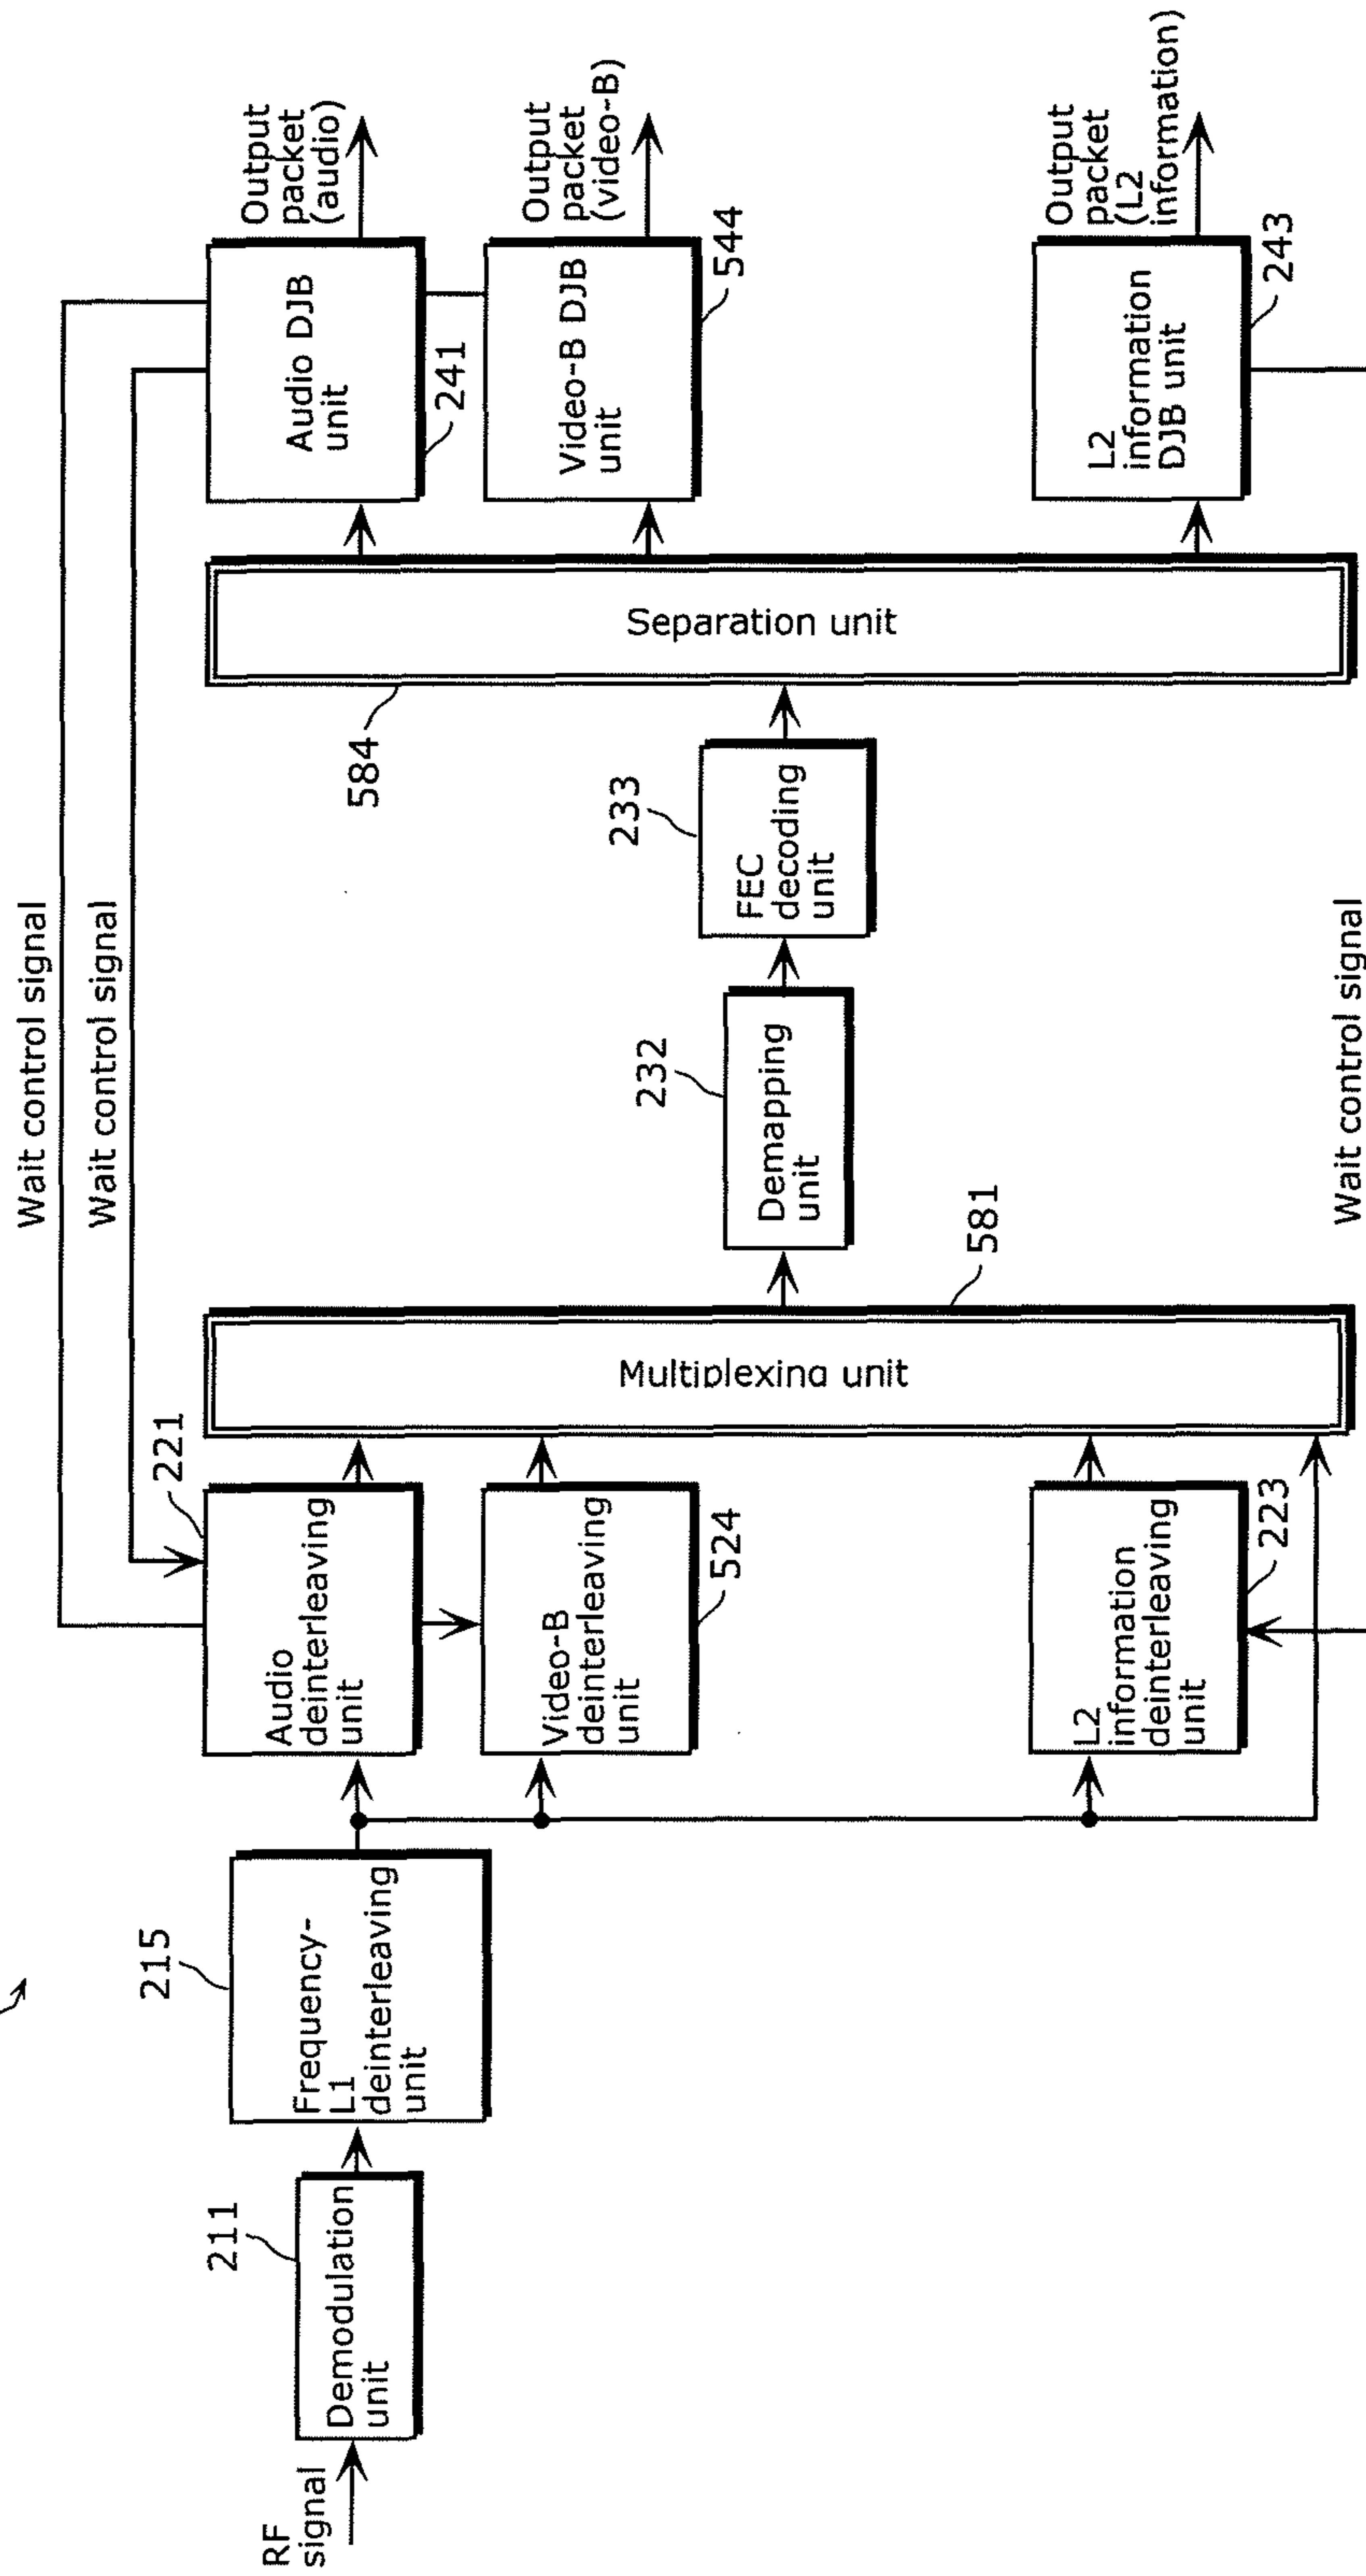 Wait control signal
Wait control signal
RF
signal
211
Demodulation
unit
215
Frequency-
L1
deinterleaving
unit
221
Audio
deinterleaving
unit
Video-B
deinterleaving
unit
524
L2
information
deinterleaving
unit
223
Multiplexing unit
581
232
Demapping
unit
233
FEC
decoding
unit
584
Separation unit
Audio DJB
unit
241
Video-B DJB
unit
544
L2
information
DJB unit
243
Output
packet
(audio)
Output
packet
(video-B)
Output
packet
(L2
information)
Wait control signal